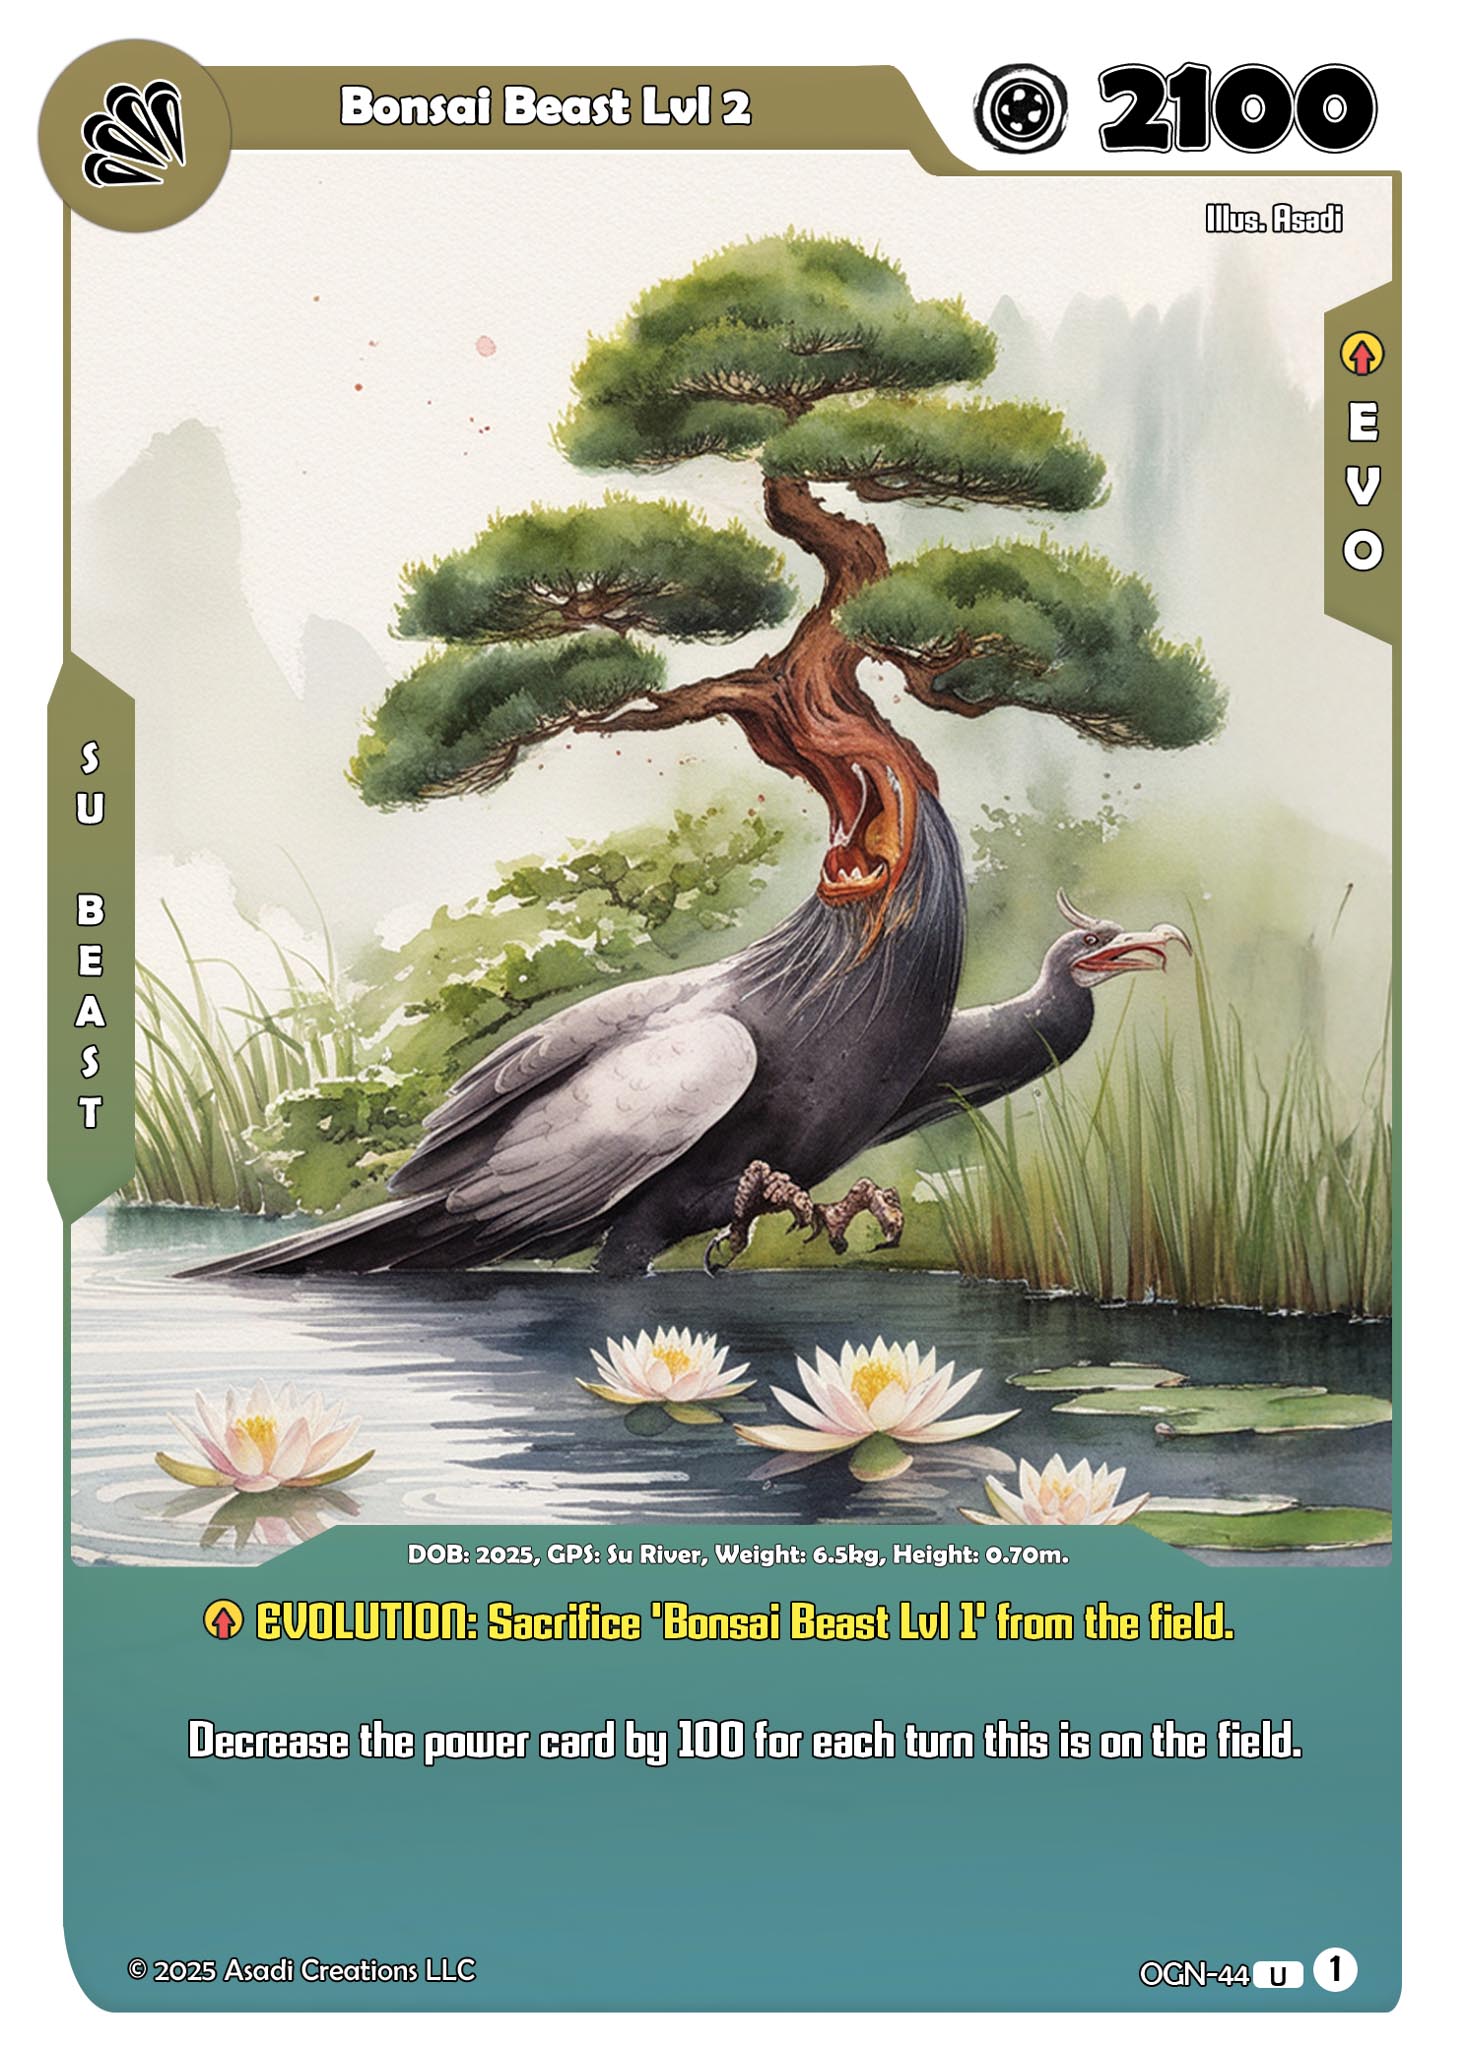 Bonsai Beast Lvl 2
2100
Illus. Asadi
EVO
SU BEAST
DOB: 2025, GPS: Su River, Weight: 6.5kg, Height: 0.70m.
EVOLUTION: Sacrifice 'Bonsai Beast Lvl 1' from the field.
Decrease the power card by 100 for each turn this is on the field.
© 2025 Asadi Creations LLC
OGN-44 U 1